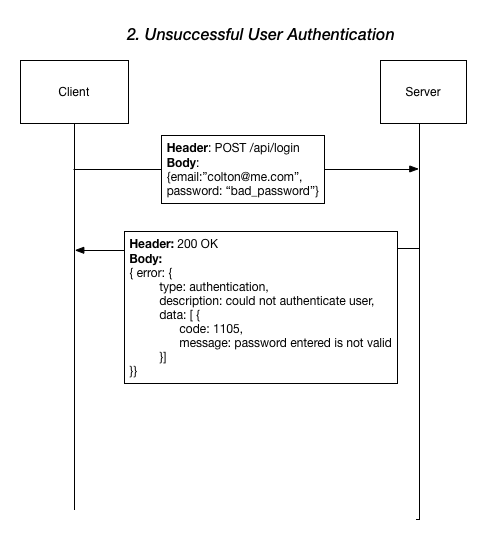 2. Unsuccessful User Authentication
Client
Server
Header: POST /api/login
Body:
{email:”colton@me.com”,
password: “bad_password”}
Header: 200 OK
Body:
{ error: {
type: authentication,
description: could not authenticate user,
data: [ {
code: 1105,
message: password entered is not valid
}]
}}